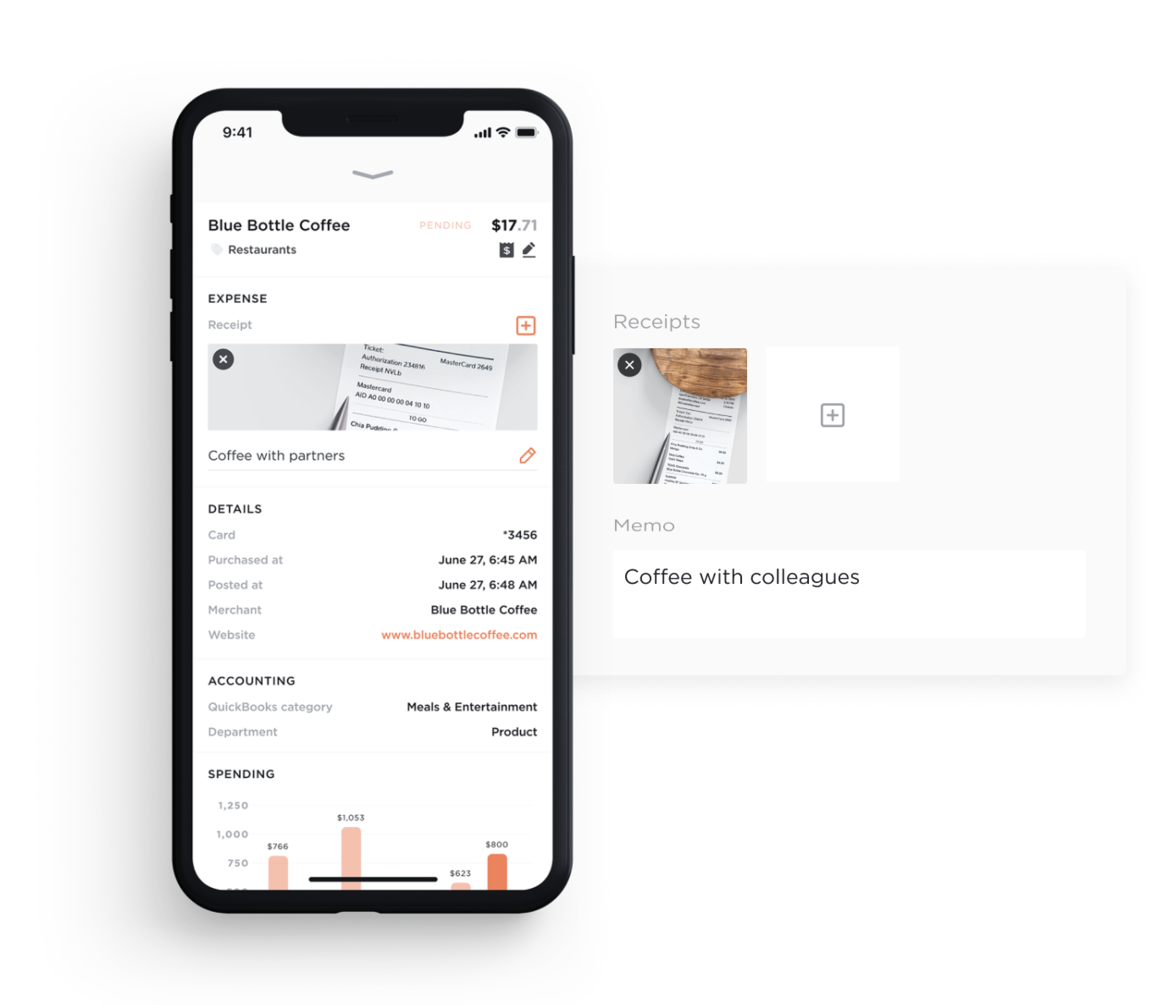 9:41
Blue Bottle Coffee PENDING $17.71
Restaurants $
EXPENSE
Receipt
Ticket:
Authorization 234816 MasterCard 2649
Receipt NVLb
Mastercard
AID A0 00 00 00 04 10 10
TO GO
Chia Pudding
Coffee with partners
DETAILS
Card *3456
Purchased at June 27, 6:45 AM
Posted at June 27, 6:48 AM
Merchant Blue Bottle Coffee
Website www.bluebottlecoffee.com
ACCOUNTING
QuickBooks category Meals & Entertainment
Department Product
SPENDING
1,250
$1,053
1,000
$766 $800
750
$623
Receipts
Memo
Coffee with colleagues